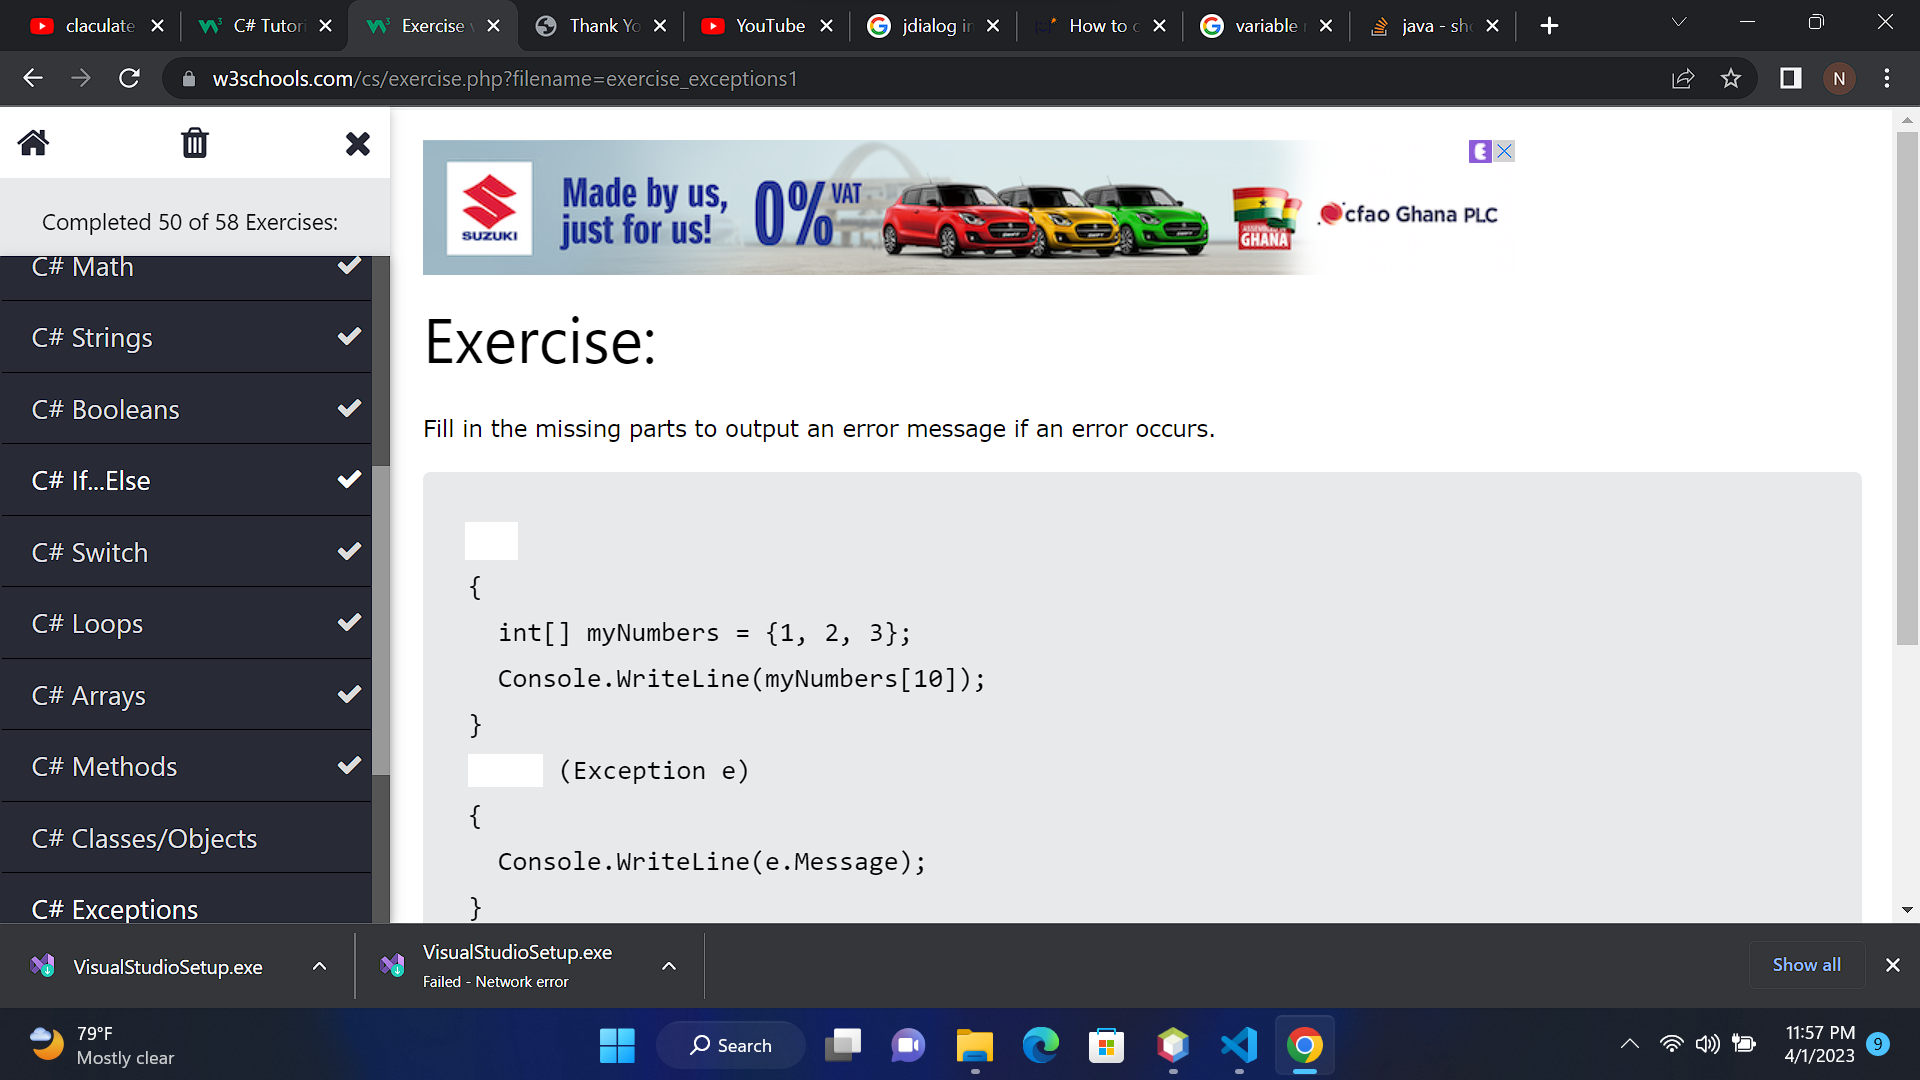 claculate
C# Tutori
Exercise v
Thank Yo
YouTube
jdialog in
How to c
variable
java - sho
w3schools.com/cs/exercise.php?filename=exercise_exceptions1
N
Completed 50 of 58 Exercises:
C# Math
C# Strings
C# Booleans
C# If...Else
C# Switch
C# Loops
C# Arrays
C# Methods
C# Classes/Objects
C# Exceptions
SUZUKI
Made by us,
just for us!
0% VAT
ASSEMBLED IN
GHANA
cfao Ghana PLC
Exercise:
Fill in the missing parts to output an error message if an error occurs.
{
int[] myNumbers = {1, 2, 3};
Console.WriteLine(myNumbers[10]);
}
(Exception e)
{
Console.WriteLine(e.Message);
}
VisualStudioSetup.exe
VisualStudioSetup.exe
Failed - Network error
Show all
79°F
Mostly clear
Search
11:57 PM
4/1/2023
9